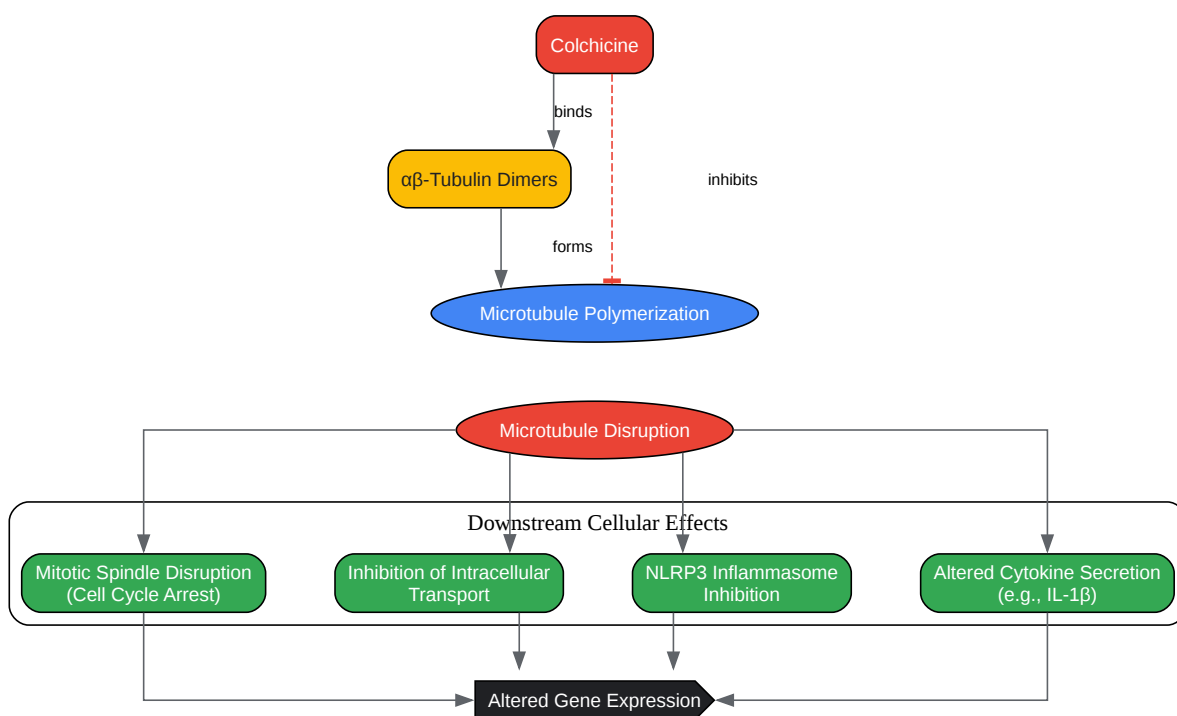 Colchicine
binds
αβ-Tubulin Dimers
inhibits
forms
Microtubule Polymerization
Microtubule Disruption
Downstream Cellular Effects
Mitotic Spindle Disruption
(Cell Cycle Arrest)
Inhibition of Intracellular
Transport
NLRP3 Inflammasome
Inhibition
Altered Cytokine Secretion
(e.g., IL-1β)
Altered Gene Expression